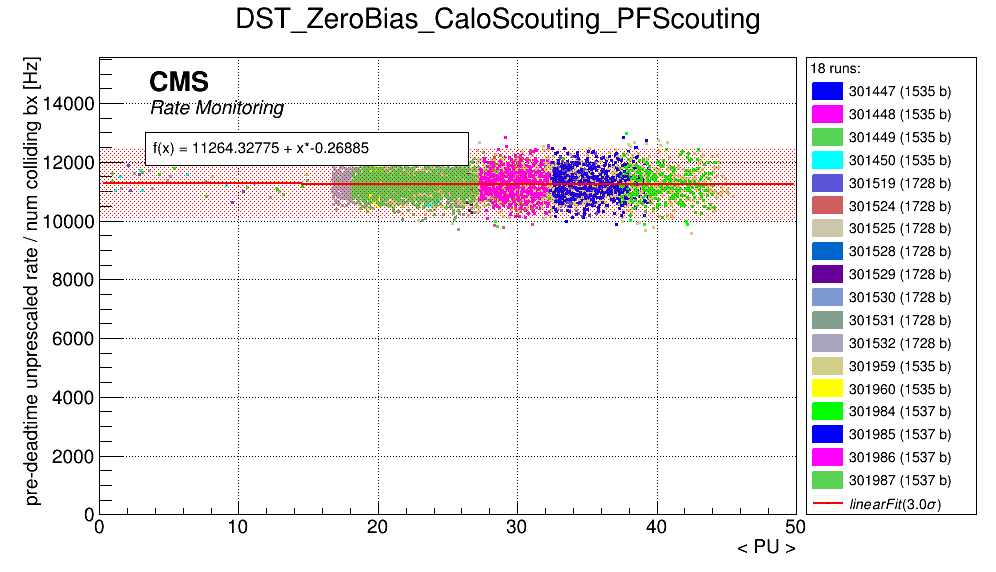 DST_ZeroBias_CaloScouting_PFScouting
pre-deadtime unprescaled rate / num colliding bx [Hz]
CMS
Rate Monitoring
f(x) = 11264.32775 + x*-0.26885
14000
12000
10000
8000
6000
4000
2000
0
0 10 20 30 40 50
< PU >
18 runs:
301447 (1535 b)
301448 (1535 b)
301449 (1535 b)
301450 (1535 b)
301519 (1728 b)
301524 (1728 b)
301525 (1728 b)
301528 (1728 b)
301529 (1728 b)
301530 (1728 b)
301531 (1728 b)
301532 (1728 b)
301959 (1535 b)
301960 (1535 b)
301984 (1537 b)
301985 (1537 b)
301986 (1537 b)
301987 (1537 b)
linearFit(3.0σ)